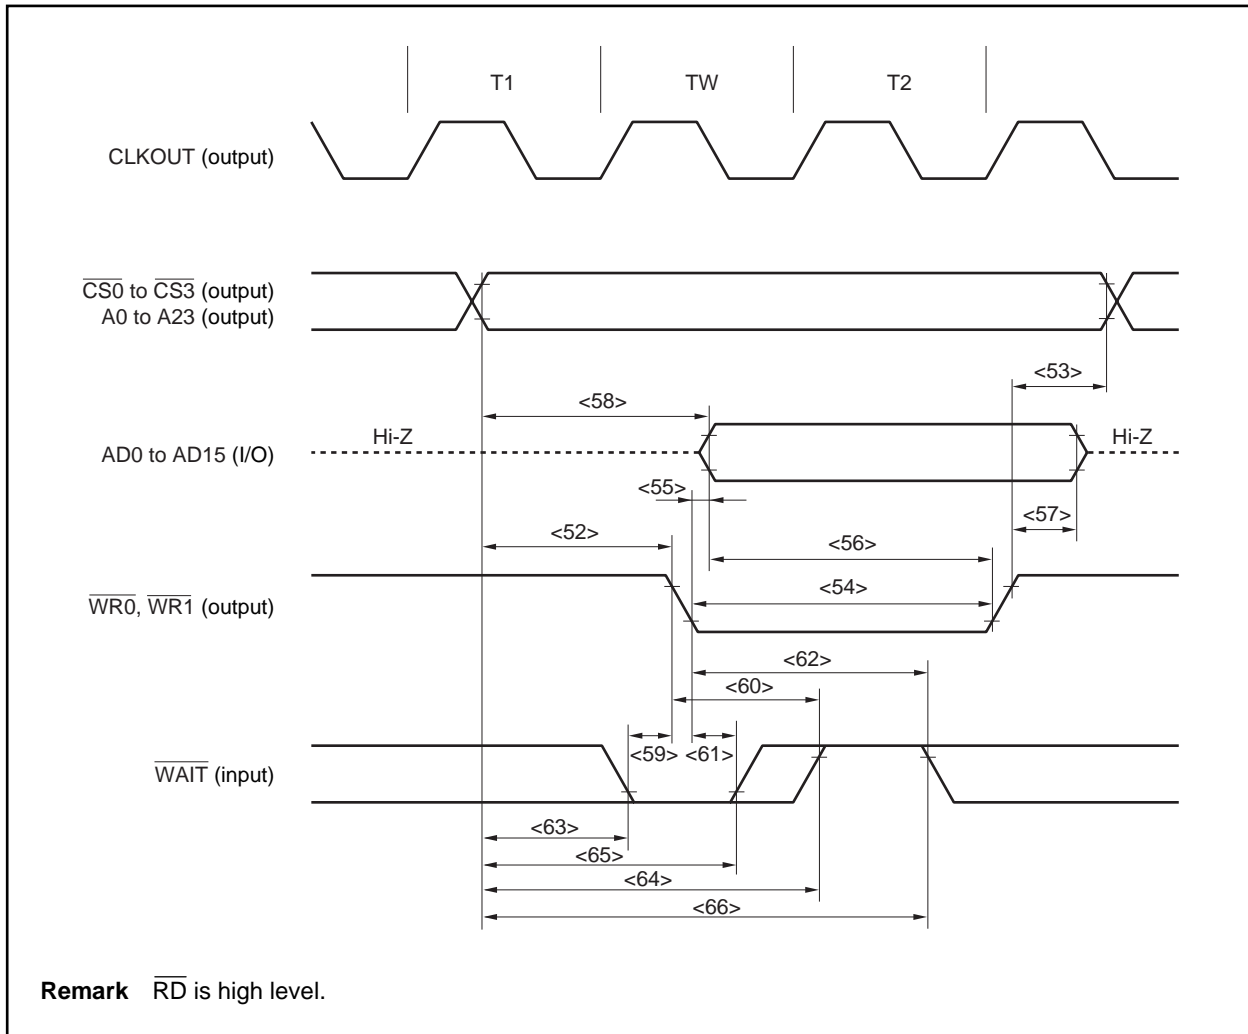 T1 TW T2
CLKOUT (output)
CS0 to CS3 (output)
A0 to A23 (output)
<53>
<58>
Hi-Z Hi-Z
AD0 to AD15 (I/O)
<55>
<57>
<52> <56>
<54>
WR0, WR1 (output)
<62>
<60>
<59> <61>
WAIT (input)
<63>
<65>
<64>
<66>
Remark RD is high level.